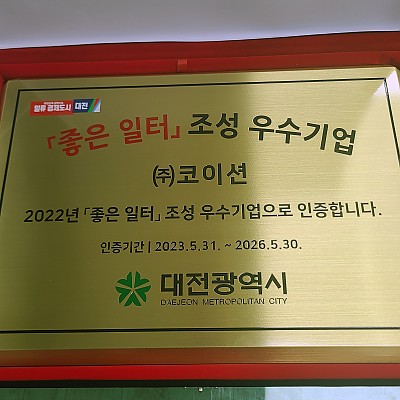 일류 경제도시 대전
「좋은 일터」 조성 우수기업
㈜코이션
2022년 「좋은 일터」 조성 우수기업으로 인증합니다.
인증기간 | 2023.5.31. ~ 2026.5.30.
대전광역시
DAEJEON METROPOLITAN CITY